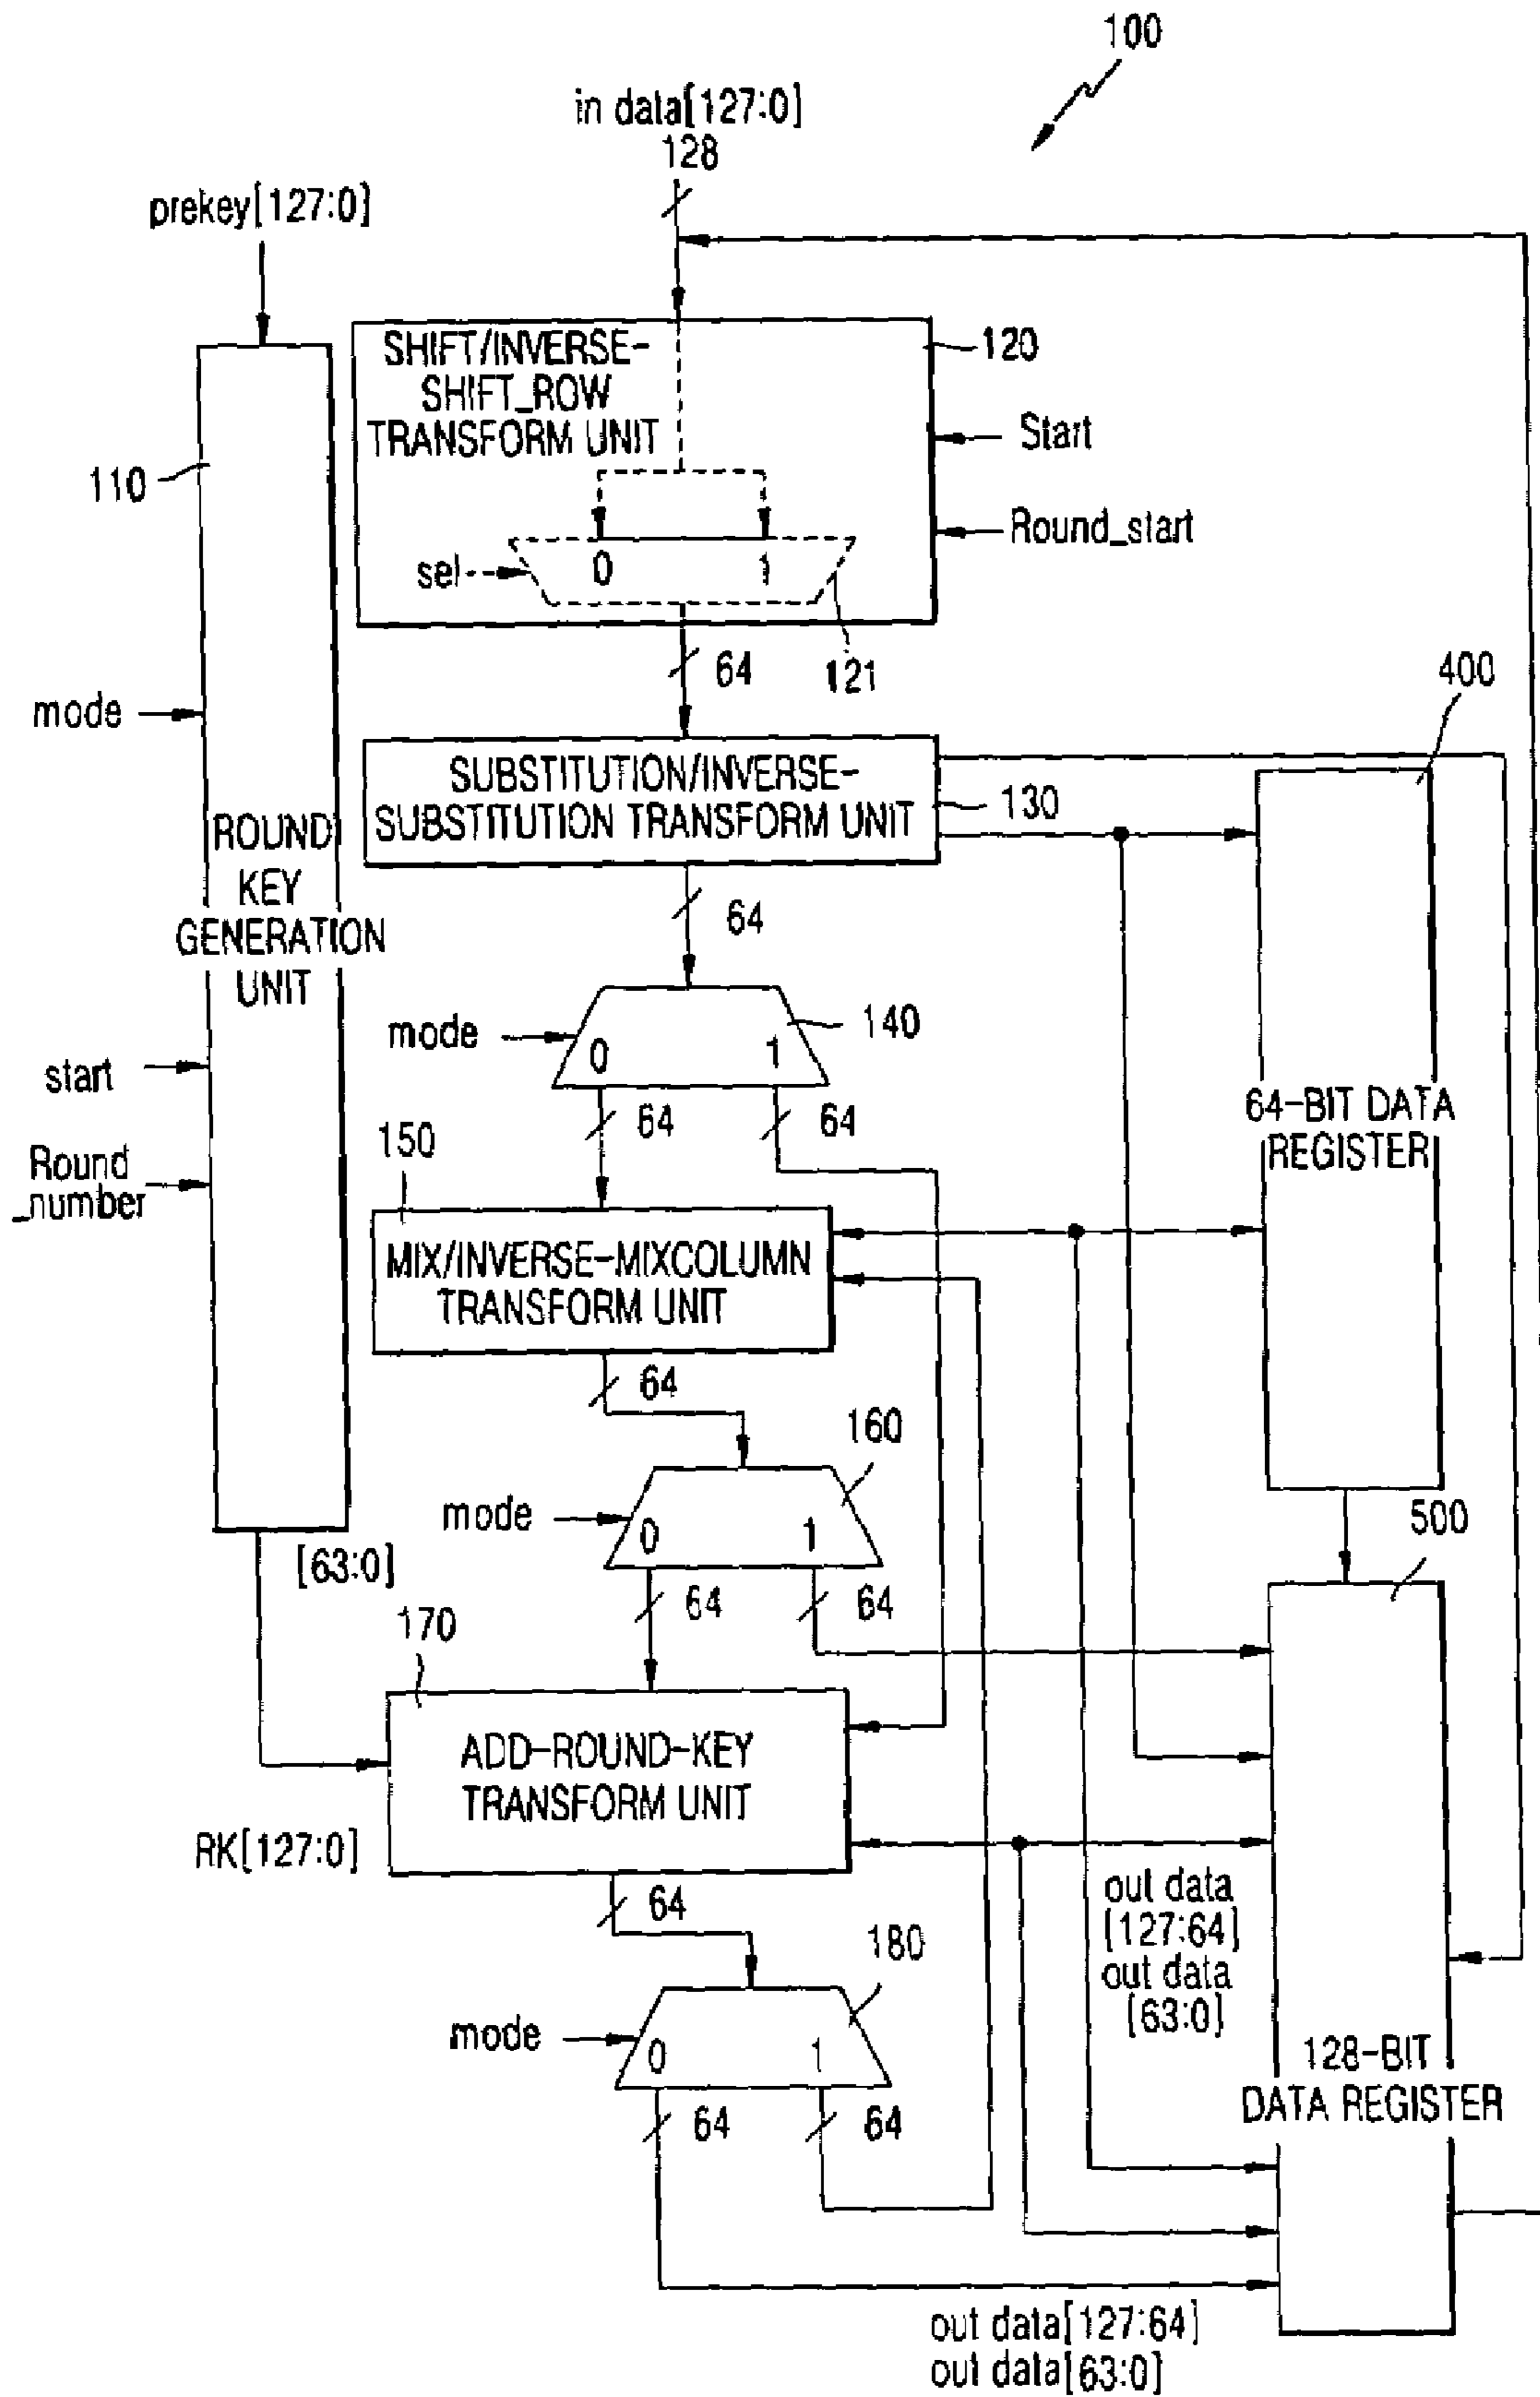 100
in data[127:0]
128
prekey[127:0]
SHIFT/INVERSE-
SHIFT_ROW
TRANSFORM UNIT
120
Start
110
Round_start
sel
0
1
64
121
mode
400
SUBSTITUTION/INVERSE-
SUBSTITUTION TRANSFORM UNIT
130
ROUND
KEY
GENERATION
UNIT
64
mode
0
1
140
start
64
64
64-BIT DATA
REGISTER
150
Round
_number
MIX/INVERSE-MIXCOLUMN
TRANSFORM UNIT
64
160
mode
0
1
500
[63:0]
64
64
170
ADD-ROUND-KEY
TRANSFORM UNIT
RK[127:0]
64
out data
[127:64]
out data
[63:0]
180
mode
0
1
128-BIT
DATA REGISTER
64
64
out data[127:64]
out data[63:0]